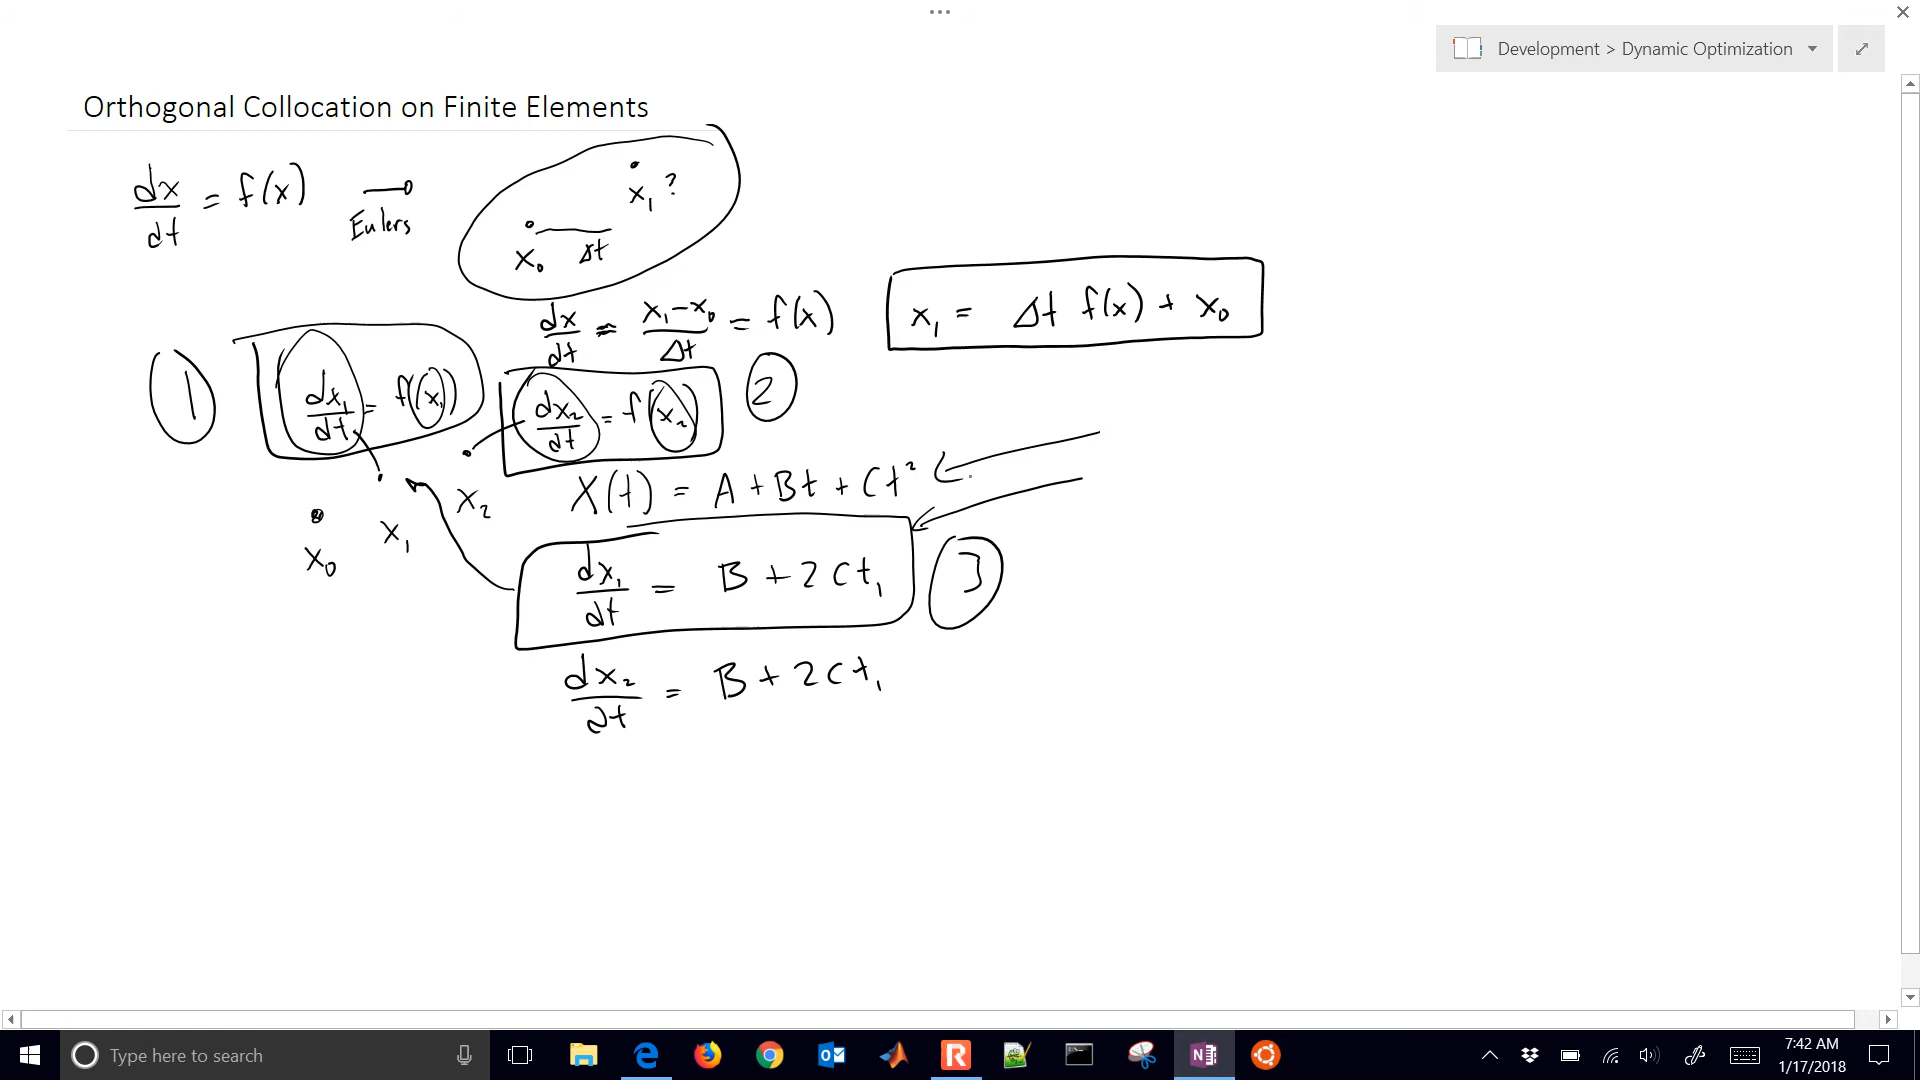 Development > Dynamic Optimization
Orthogonal Collocation on Finite Elements
dx/dt = f(x)
Eulers
x₁ ?
x₀ Δt
dx/dt ≈ (x₁-x₀)/Δt = f(x)
x₁ = Δt f(x) + x₀
1
dx₁/dt = f(x₁)
dx₂/dt = f(x₂)
2
x₀
x₁
x₂
X(t) = A + Bt + Ct²
dx₁/dt = B + 2Ct₁
3
dx₂/dt = B + 2Ct₁
Type here to search
7:42 AM
1/17/2018